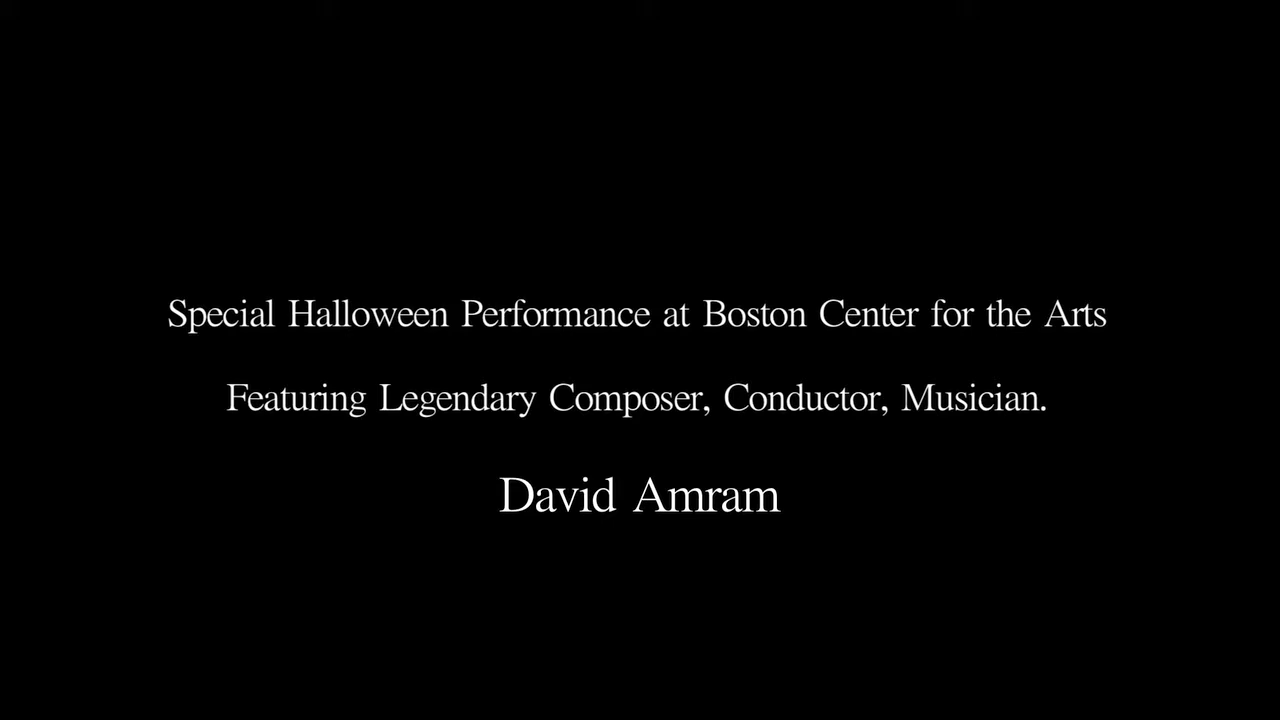 Special Halloween Performance at Boston Center for the Arts
Featuring Legendary Composer, Conductor, Musician.
David Amram